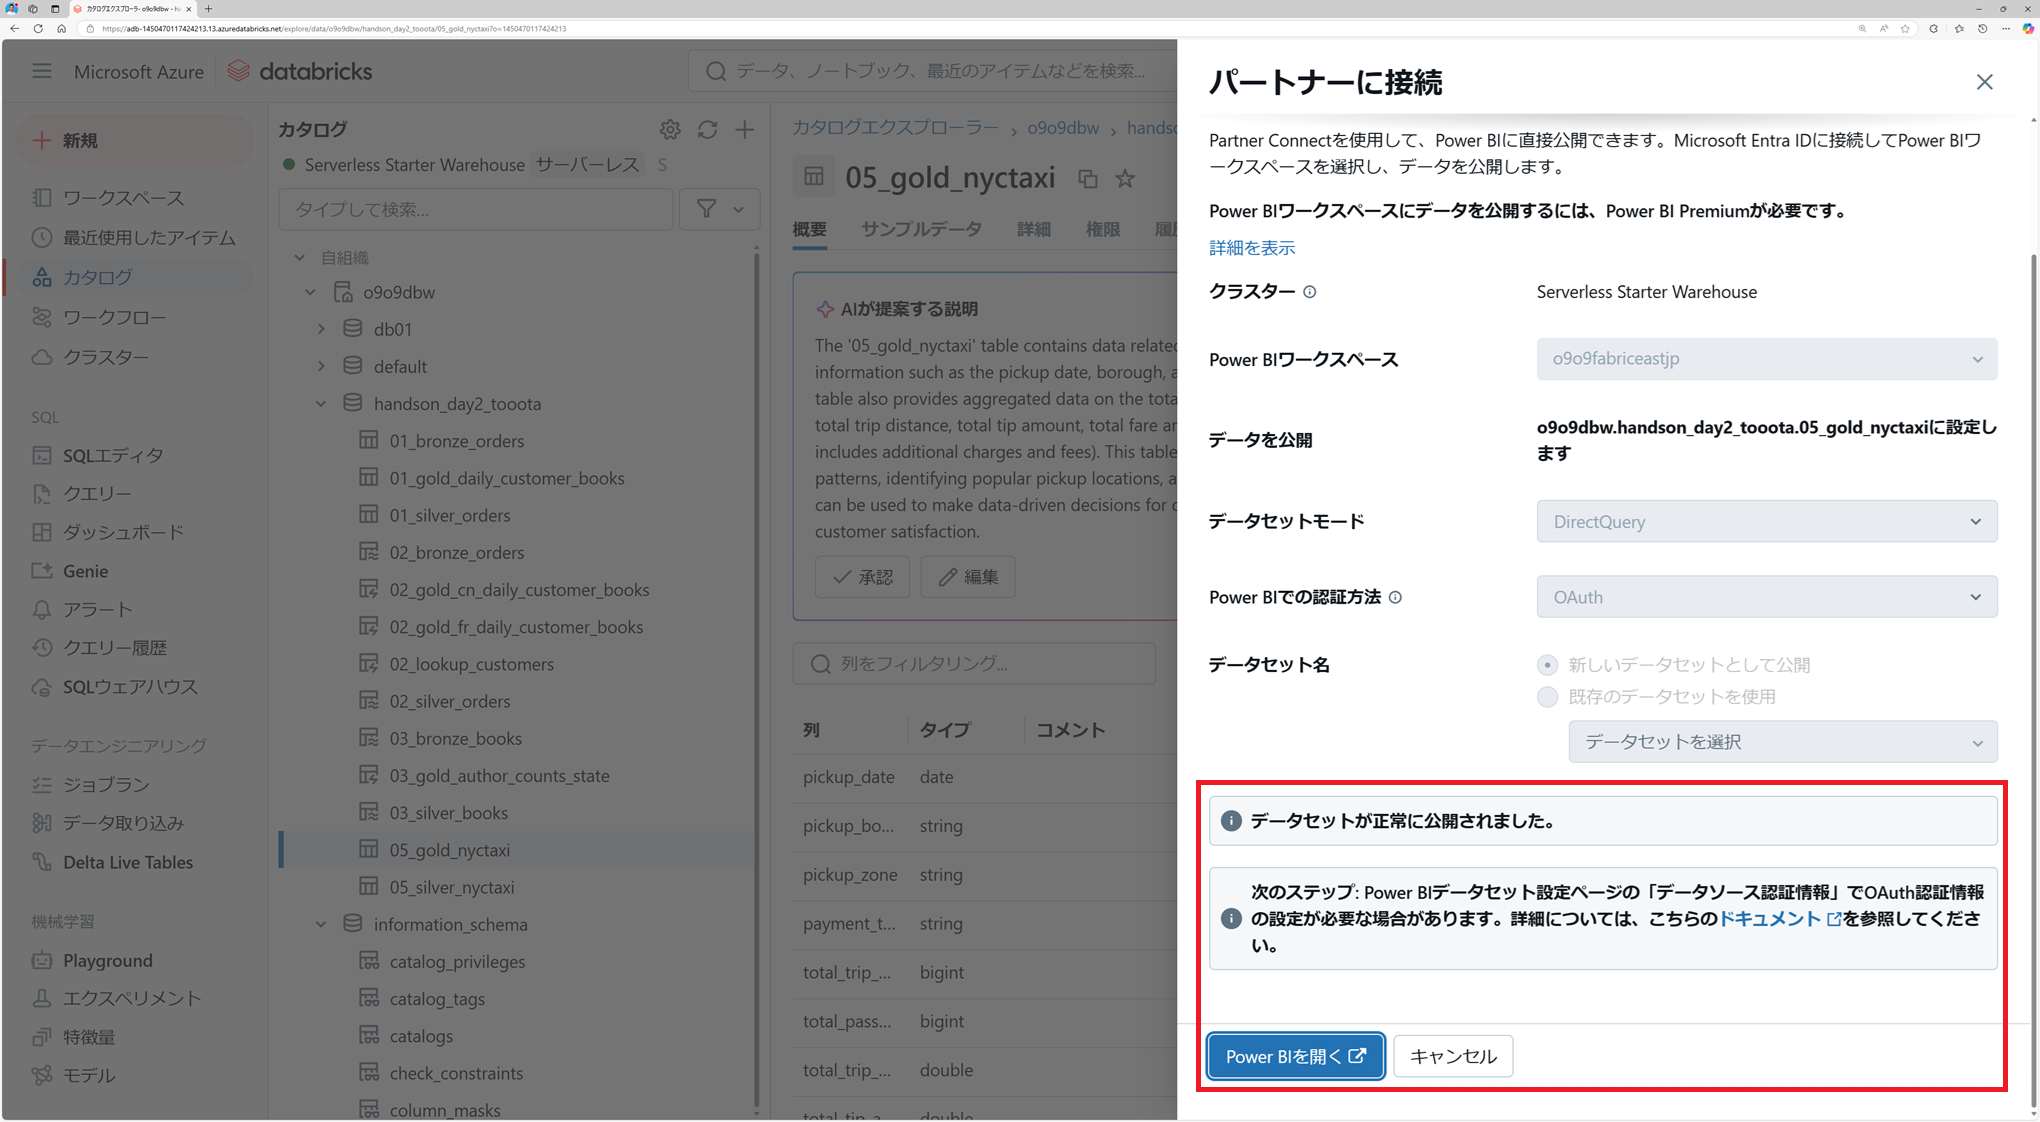 カタログエクスプローラー o9o9dbw - ha
https://adb-1450470117424213.13.azuredatabricks.net/explore/data/o9o9dbw/handson_day2_tooota/05_gold_nyctaxi?o=1450470117424213
Microsoft Azure
databricks
データ、ノートブック、最近のアイテムなどを検索...
新規
ワークスペース
最近使用したアイテム
カタログ
ワークフロー
クラスター
SQL
SQLエディタ
クエリー
ダッシュボード
Genie
アラート
クエリー履歴
SQLウェアハウス
データエンジニアリング
ジョブラン
データ取り込み
Delta Live Tables
機械学習
Playground
エクスペリメント
特徴量
モデル
カタログ
Serverless Starter Warehouse サーバーレス S
タイプして検索...
自組織
o9o9dbw
db01
default
handson_day2_tooota
01_bronze_orders
01_gold_daily_customer_books
01_silver_orders
02_bronze_orders
02_gold_cn_daily_customer_books
02_gold_fr_daily_customer_books
02_lookup_customers
02_silver_orders
03_bronze_books
03_gold_author_counts_state
03_silver_books
05_gold_nyctaxi
05_silver_nyctaxi
information_schema
catalog_privileges
catalog_tags
catalogs
check_constraints
column_masks
カタログエクスプローラー › o9o9dbw › handsc
05_gold_nyctaxi
概要 サンプルデータ 詳細 権限 履歴
AIが提案する説明
The '05_gold_nyctaxi' table contains data related
information such as the pickup date, borough, a
table also provides aggregated data on the tota
total trip distance, total tip amount, total fare an
includes additional charges and fees). This table
patterns, identifying popular pickup locations, a
can be used to make data-driven decisions for c
customer satisfaction.
承認 編集
列をフィルタリング...
列 タイプ コメント
pickup_date date
pickup_bo... string
pickup_zone string
payment_t... string
total_trip_... bigint
total_pass... bigint
total_trip_... double
total_tip_a... double
パートナーに接続
Partner Connectを使用して、Power BIに直接公開できます。Microsoft Entra IDに接続してPower BIワ
ークスペースを選択し、データを公開します。
Power BIワークスペースにデータを公開するには、Power BI Premiumが必要です。
詳細を表示
クラスター Serverless Starter Warehouse
Power BIワークスペース o9o9fabriceastjp
データを公開 o9o9dbw.handson_day2_tooota.05_gold_nyctaxiに設定し
ます
データセットモード DirectQuery
Power BIでの認証方法 OAuth
データセット名 新しいデータセットとして公開
既存のデータセットを使用
データセットを選択
データセットが正常に公開されました。
次のステップ: Power BIデータセット設定ページの「データソース認証情報」でOAuth認証情報
の設定が必要な場合があります。詳細については、こちらのドキュメントを参照してくださ
い。
Power BIを開く キャンセル